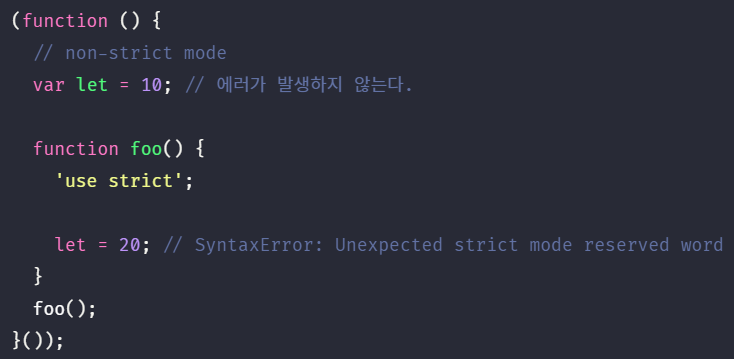 (function () {
  // non-strict mode
  var let = 10; // 에러가 발생하지 않는다.
  function foo() {
    'use strict';
    let = 20; // SyntaxError: Unexpected strict mode reserved word
  }
  foo();
}());